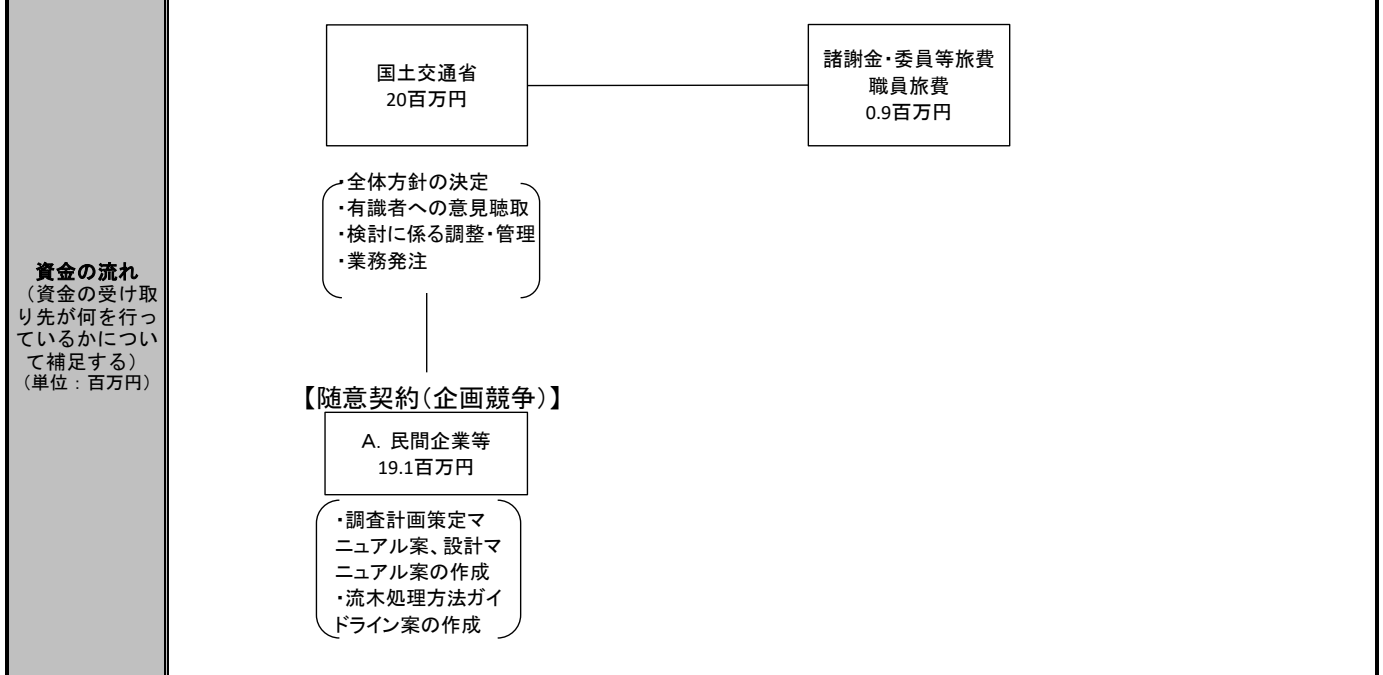 資金の流れ
（資金の受け取
り先が何を行っ
ているかについ
て補足する）
（単位：百万円）
国土交通省
20百万円
諸謝金・委員等旅費
職員旅費
0.9百万円
・全体方針の決定
・有識者への意見聴取
・検討に係る調整・管理
・業務発注
【随意契約（企画競争）】
A．民間企業等
19.1百万円
・調査計画策定マ
ニュアル案、設計マ
ニュアル案の作成
・流木処理方法ガイ
ドライン案の作成